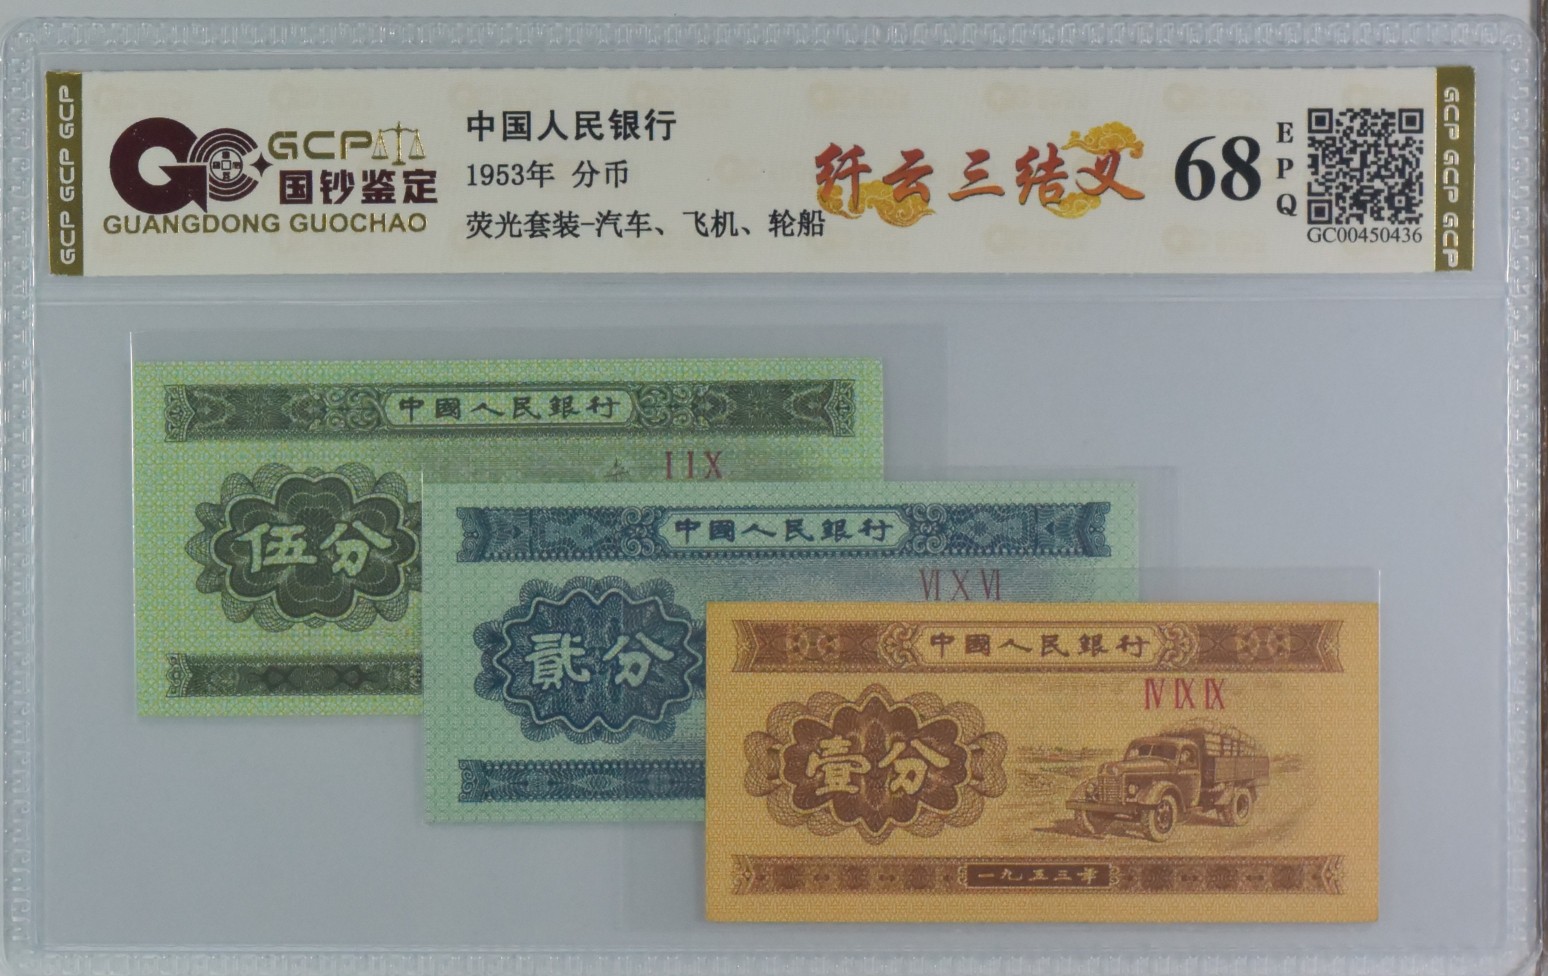 GCP GCP GCP
GCP
国钞鉴定
GUANGDONG GUOCHAO
中国人民银行
1953年 分币
荧光套装-汽车、飞机、轮船
纤云三结义
68
EPQ
GC00450436
GCP GCP GCP
中國人民銀行
IIX
伍分
中國人民銀行
VI X VI
貳分
中國人民銀行
IV IX IX
壹分
一九五三年